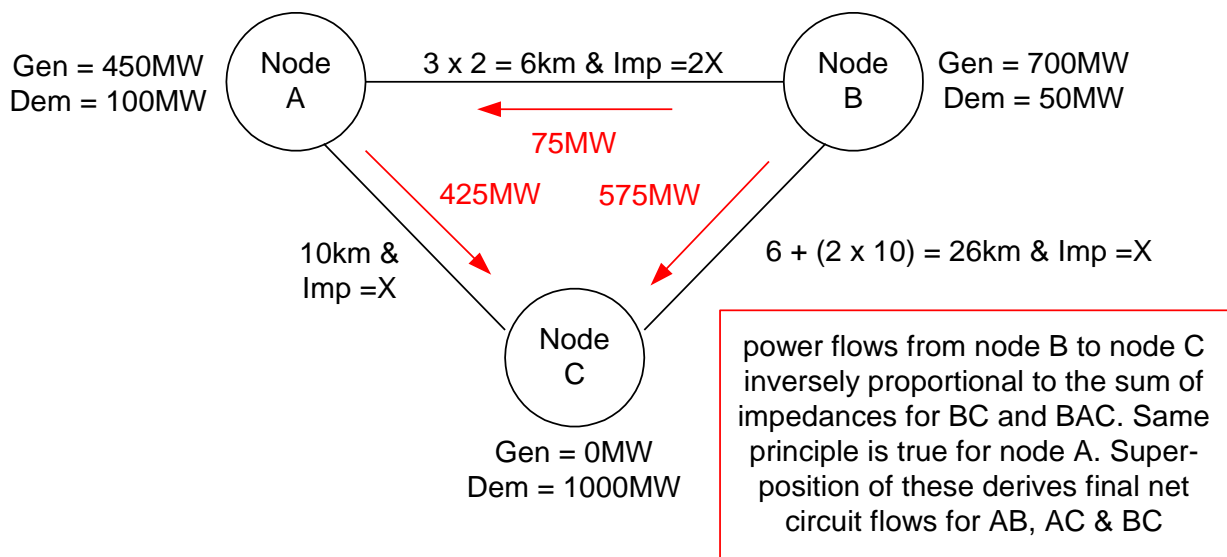 Gen = 450MW
Dem = 100MW
Node
A
3 x 2 = 6km & Imp =2X
Node
B
Gen = 700MW
Dem = 50MW
75MW
425MW
575MW
10km &
Imp =X
6 + (2 x 10) = 26km & Imp =X
Node
C
Gen = 0MW
Dem = 1000MW
power flows from node B to node C
inversely proportional to the sum of
impedances for BC and BAC. Same
principle is true for node A. Super-
position of these derives final net
circuit flows for AB, AC & BC